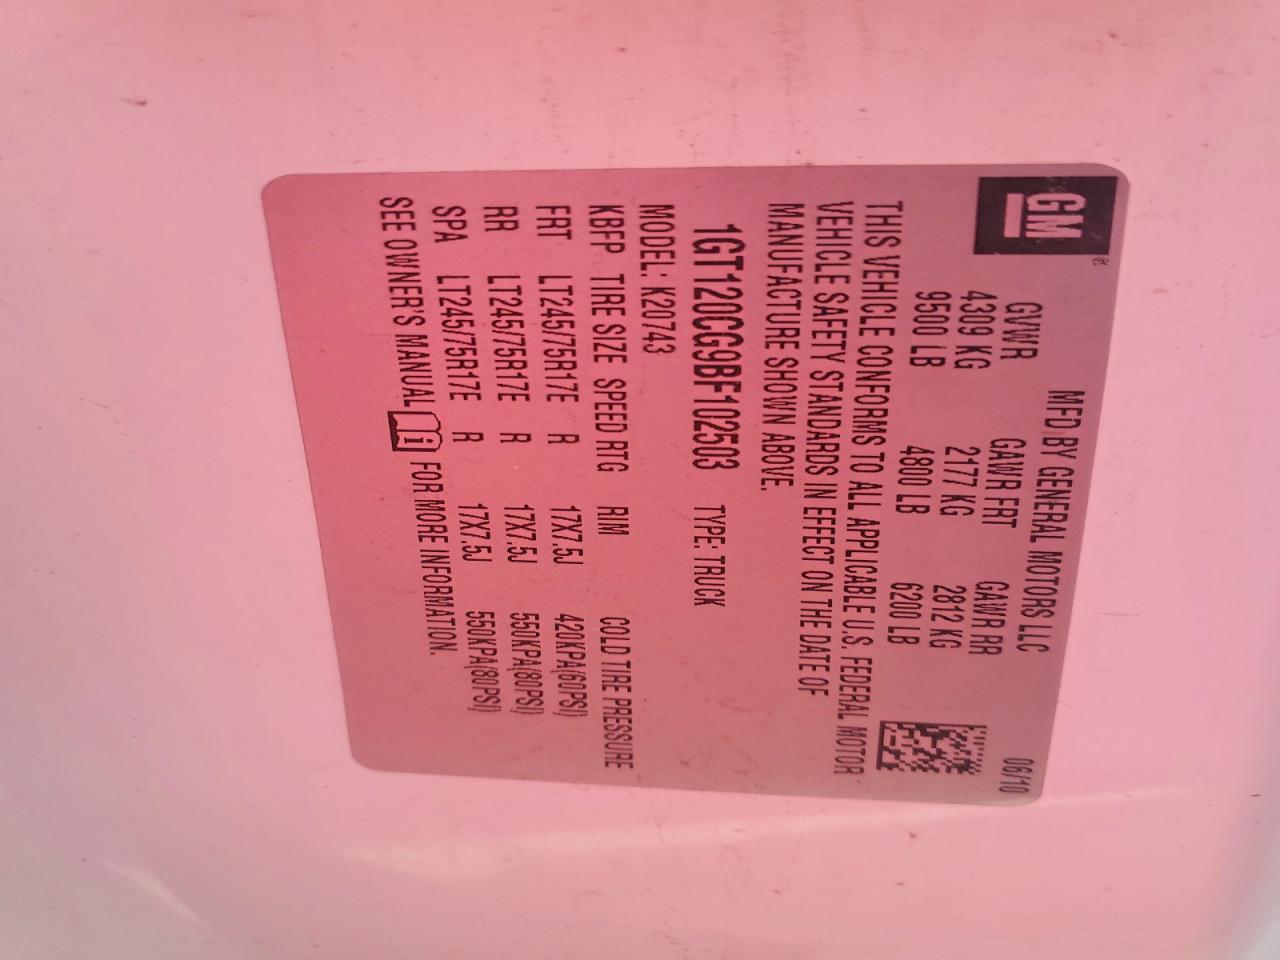 GM®
MFD BY GENERAL MOTORS LLC 06/10
GVWR GAWR FRT GAWR RR
4309 KG 2177 KG 2812 KG
9500 LB 4800 LB 6200 LB
THIS VEHICLE CONFORMS TO ALL APPLICABLE U.S. FEDERAL MOTOR
VEHICLE SAFETY STANDARDS IN EFFECT ON THE DATE OF
MANUFACTURE SHOWN ABOVE.
1GT120CG9BF102503 TYPE: TRUCK
MODEL: K20743
KBFP TIRE SIZE SPEED RTG RIM COLD TIRE PRESSURE
FRT LT245/75R17E R 17X7.5J 420KPA(60PSI)
RR LT245/75R17E R 17X7.5J 550KPA(80PSI)
SPA LT245/75R17E R 17X7.5J 550KPA(80PSI)
SEE OWNER'S MANUAL i FOR MORE INFORMATION.